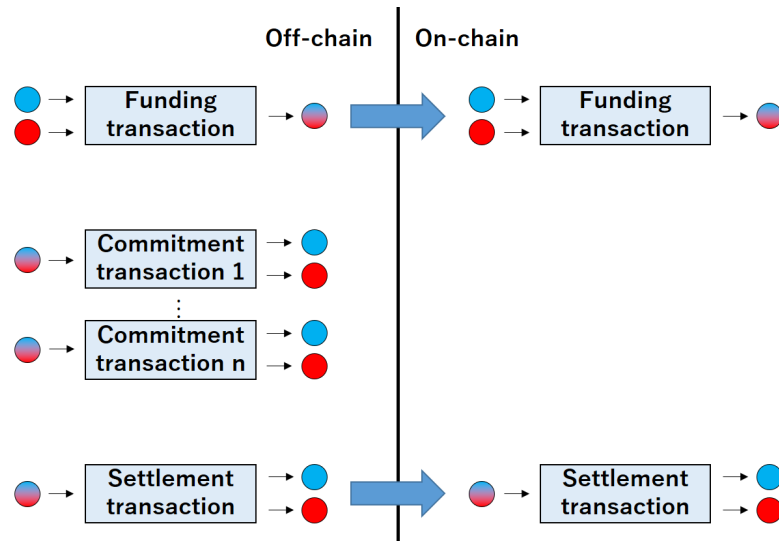 Off-chain
On-chain
Funding
transaction
Funding
transaction
Commitment
transaction 1
⋮
Commitment
transaction n
Settlement
transaction
Settlement
transaction